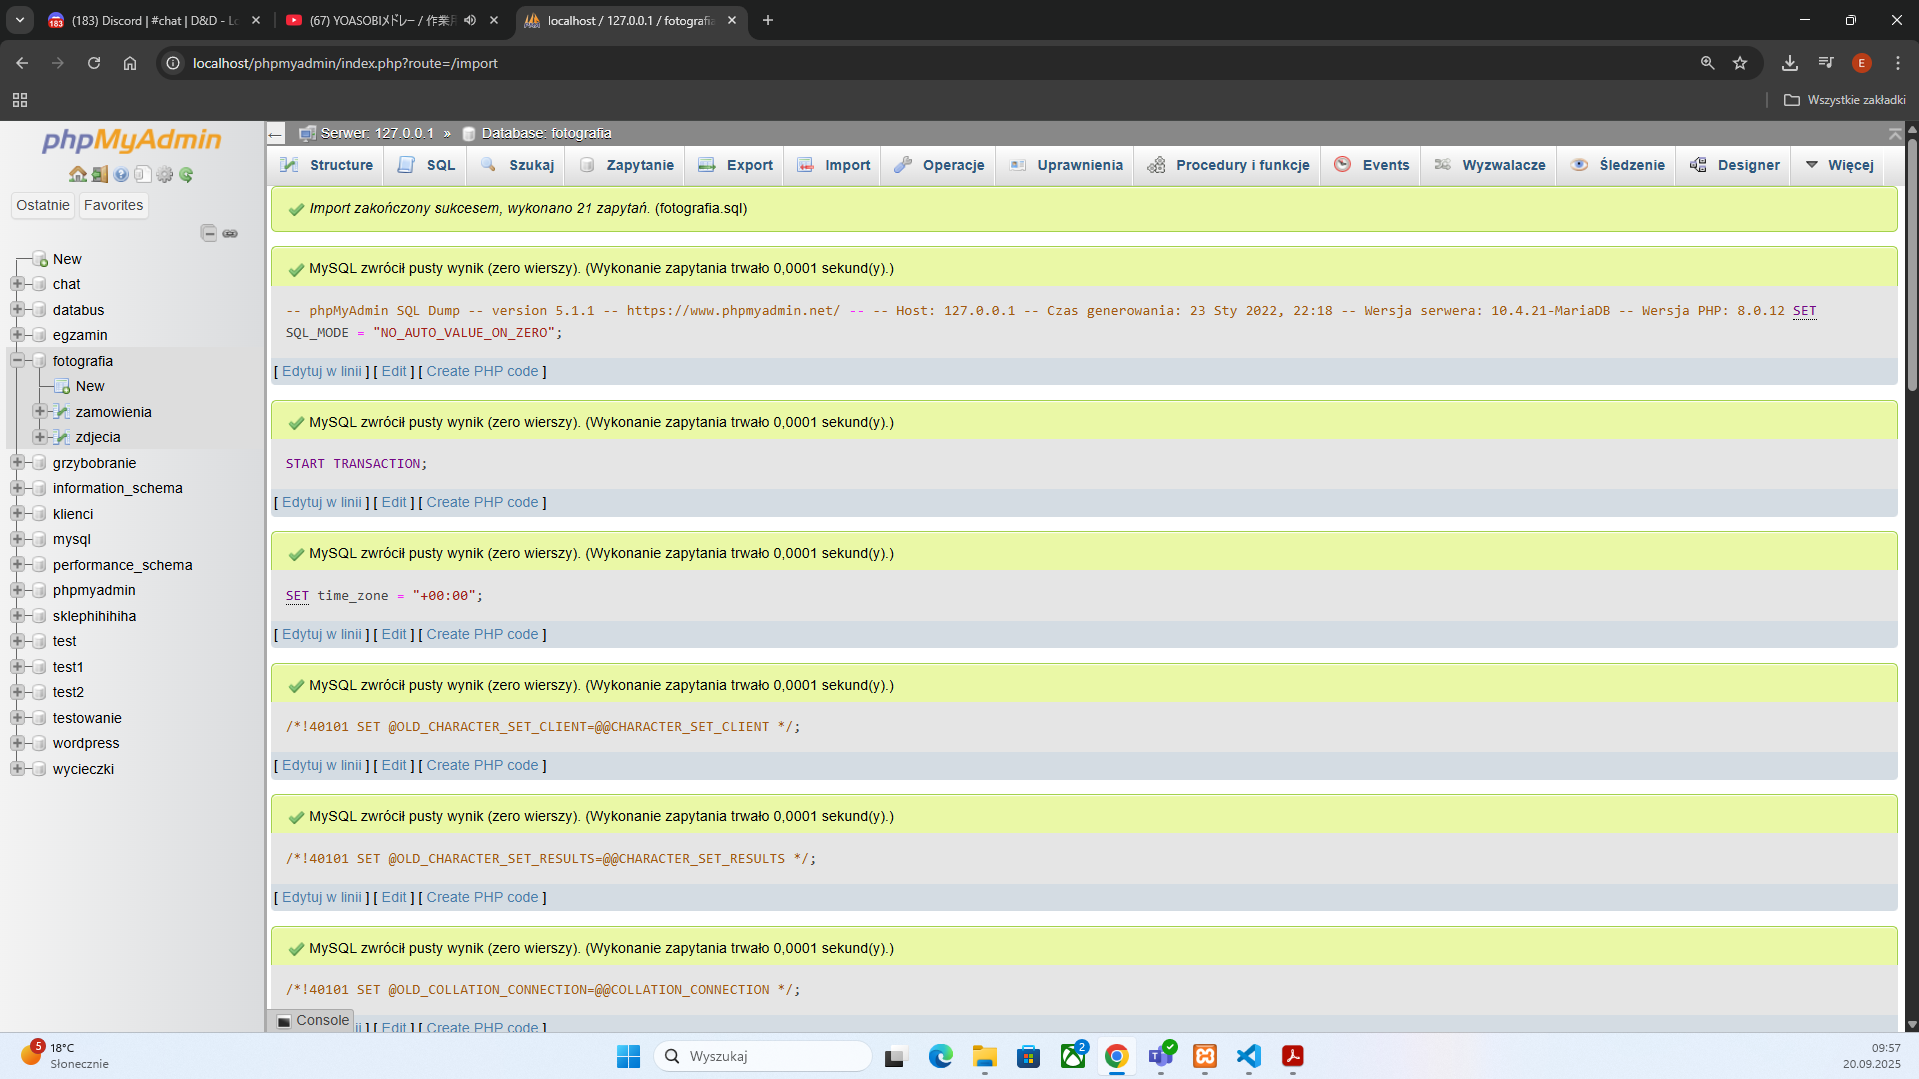 (183) Discord | #chat | D&D - Lo
(67) YOASOBIメドレー / 作業用
localhost / 127.0.0.1 / fotografia
localhost/phpmyadmin/index.php?route=/import
E
Wszystkie zakładki
phpMyAdmin
Ostatnie
Favorites
New
chat
databus
egzamin
fotografia
New
zamowienia
zdjecia
grzybobranie
information_schema
klienci
mysql
performance_schema
phpmyadmin
sklephihihiha
test
test1
test2
testowanie
wordpress
wycieczki
Serwer: 127.0.0.1 » Database: fotografia
Structure SQL Szukaj Zapytanie Export Import Operacje Uprawnienia Procedury i funkcje Events Wyzwalacze Śledzenie Designer Więcej
Import zakończony sukcesem, wykonano 21 zapytań. (fotografia.sql)
MySQL zwrócił pusty wynik (zero wierszy). (Wykonanie zapytania trwało 0,0001 sekund(y).)
-- phpMyAdmin SQL Dump -- version 5.1.1 -- https://www.phpmyadmin.net/ -- -- Host: 127.0.0.1 -- Czas generowania: 23 Sty 2022, 22:18 -- Wersja serwera: 10.4.21-MariaDB -- Wersja PHP: 8.0.12 SET
SQL_MODE = "NO_AUTO_VALUE_ON_ZERO";
[ Edytuj w linii ] [ Edit ] [ Create PHP code ]
MySQL zwrócił pusty wynik (zero wierszy). (Wykonanie zapytania trwało 0,0001 sekund(y).)
START TRANSACTION;
[ Edytuj w linii ] [ Edit ] [ Create PHP code ]
MySQL zwrócił pusty wynik (zero wierszy). (Wykonanie zapytania trwało 0,0001 sekund(y).)
SET time_zone = "+00:00";
[ Edytuj w linii ] [ Edit ] [ Create PHP code ]
MySQL zwrócił pusty wynik (zero wierszy). (Wykonanie zapytania trwało 0,0001 sekund(y).)
/*!40101 SET @OLD_CHARACTER_SET_CLIENT=@@CHARACTER_SET_CLIENT */;
[ Edytuj w linii ] [ Edit ] [ Create PHP code ]
MySQL zwrócił pusty wynik (zero wierszy). (Wykonanie zapytania trwało 0,0001 sekund(y).)
/*!40101 SET @OLD_CHARACTER_SET_RESULTS=@@CHARACTER_SET_RESULTS */;
[ Edytuj w linii ] [ Edit ] [ Create PHP code ]
MySQL zwrócił pusty wynik (zero wierszy). (Wykonanie zapytania trwało 0,0001 sekund(y).)
/*!40101 SET @OLD_COLLATION_CONNECTION=@@COLLATION_CONNECTION */;
Console
ii ] [ Edit ] [ Create PHP code ]
5
18°C
Słonecznie
Wyszukaj
2
09:57
20.09.2025